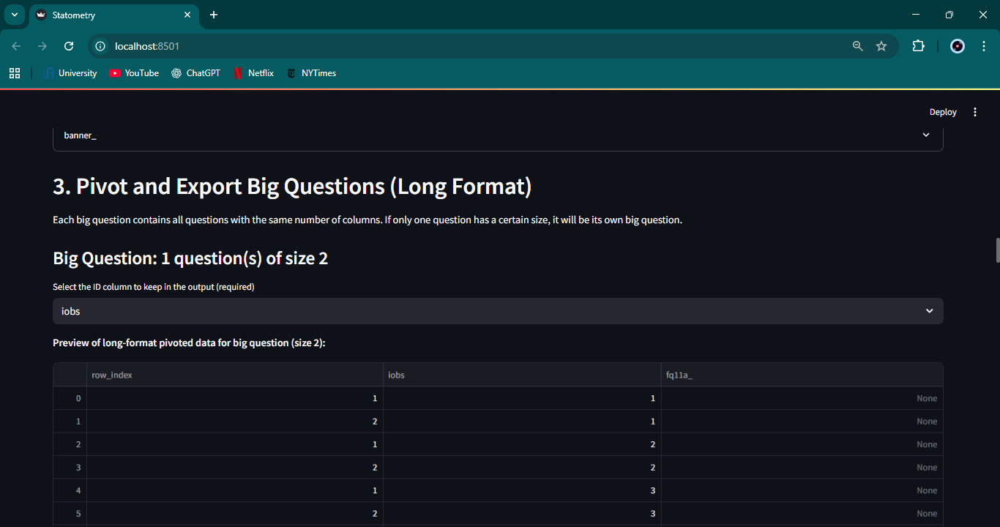 Statometry
localhost:8501
University YouTube ChatGPT Netflix NYTimes
Deploy
banner_
3. Pivot and Export Big Questions (Long Format)
Each big question contains all questions with the same number of columns. If only one question has a certain size, it will be its own big question.
Big Question: 1 question(s) of size 2
Select the ID column to keep in the output (required)
iobs
Preview of long-format pivoted data for big question (size 2):
row_index iobs fq11a_
0 1 1 None
1 2 1 None
2 1 2 None
3 2 2 None
4 1 3 None
5 2 3 None